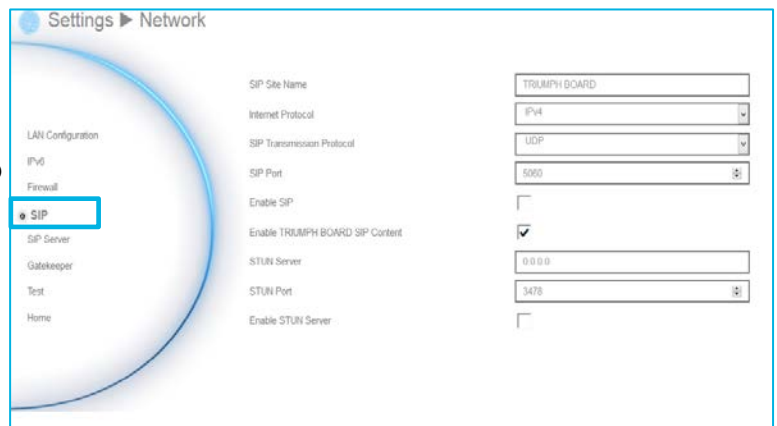 Settings ▶ Network
LAN Configuration
IPv6
Firewall
SIP
SIP Server
Gatekeeper
Test
Home
SIP Site Name
TRIUMPH BOARD
Internet Protocol
IPv4
SIP Transmission Protocol
UDP
SIP Port
5060
Enable SIP
Enable TRIUMPH BOARD SIP Content
STUN Server
0.0.0.0
STUN Port
3478
Enable STUN Server